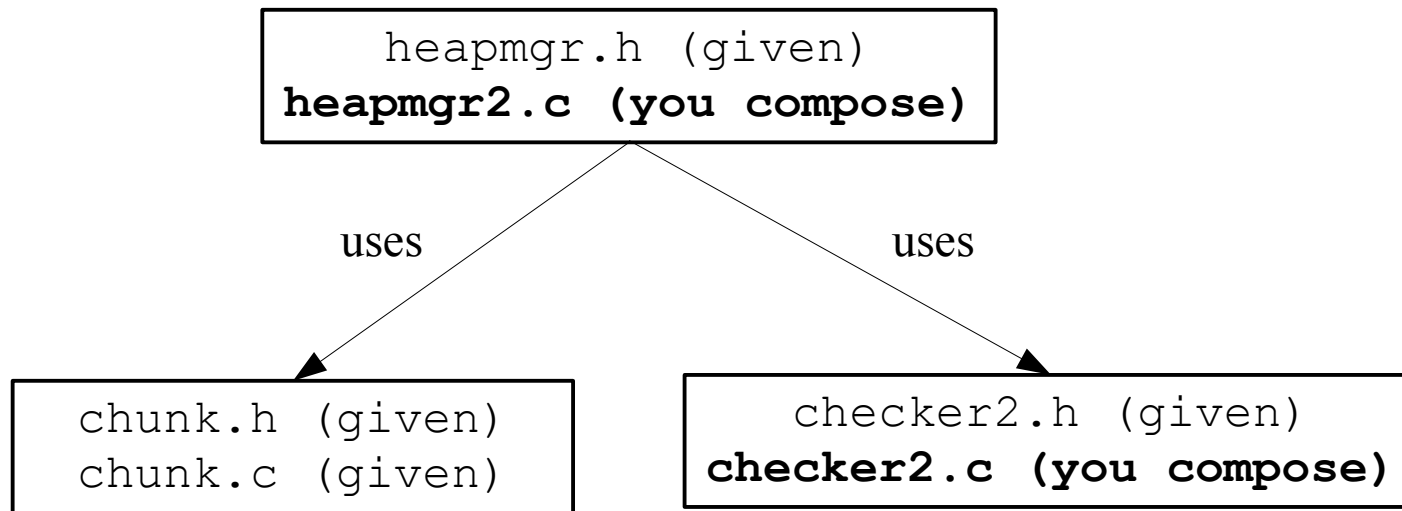 heapmgr.h (given)
heapmgr2.c (you compose)
uses
uses
chunk.h (given)
chunk.c (given)
checker2.h (given)
checker2.c (you compose)